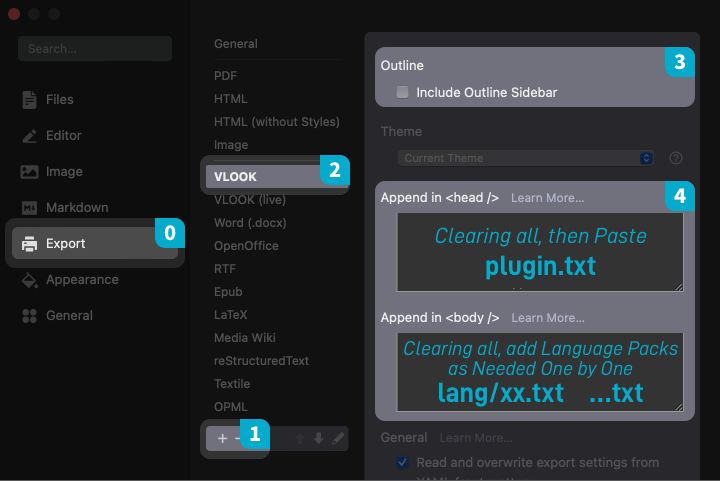 Search...
Files
Editor
Image
Markdown
Export
0
Appearance
General
General
PDF
HTML
HTML (without Styles)
Image
VLOOK
2
VLOOK (live)
Word (.docx)
OpenOffice
RTF
Epub
LaTeX
Media Wiki
reStructuredText
Textile
OPML
+ −
1
Outline
3
Include Outline Sidebar
Theme
Current Theme
?
Append in <head /> Learn More...
4
Clearing all, then Paste
plugin.txt
Append in <body /> Learn More...
Clearing all, add Language Packs
as Needed One by One
lang/xx.txt ...txt
General Learn More...
Read and overwrite export settings from